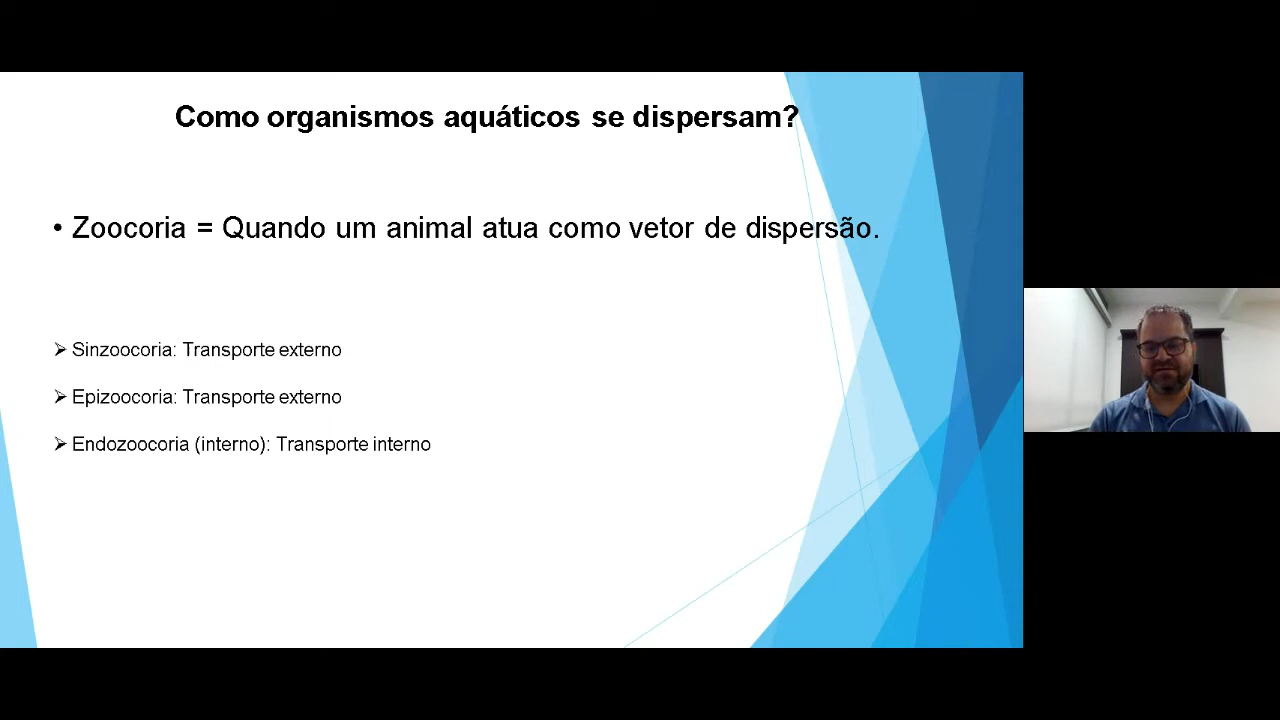 Como organismos aquáticos se dispersam?
• Zoocoria = Quando um animal atua como vetor de dispersão.
➢ Sinzoocoria: Transporte externo
➢ Epizoocoria: Transporte externo
➢ Endozoocoria (interno): Transporte interno